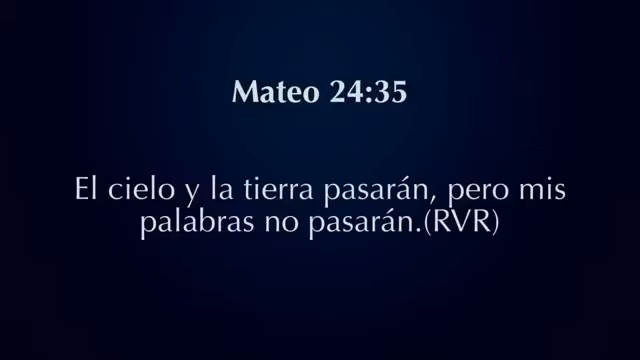 Mateo 24:35
El cielo y la tierra pasarán, pero mis
palabras no pasarán.(RVR)